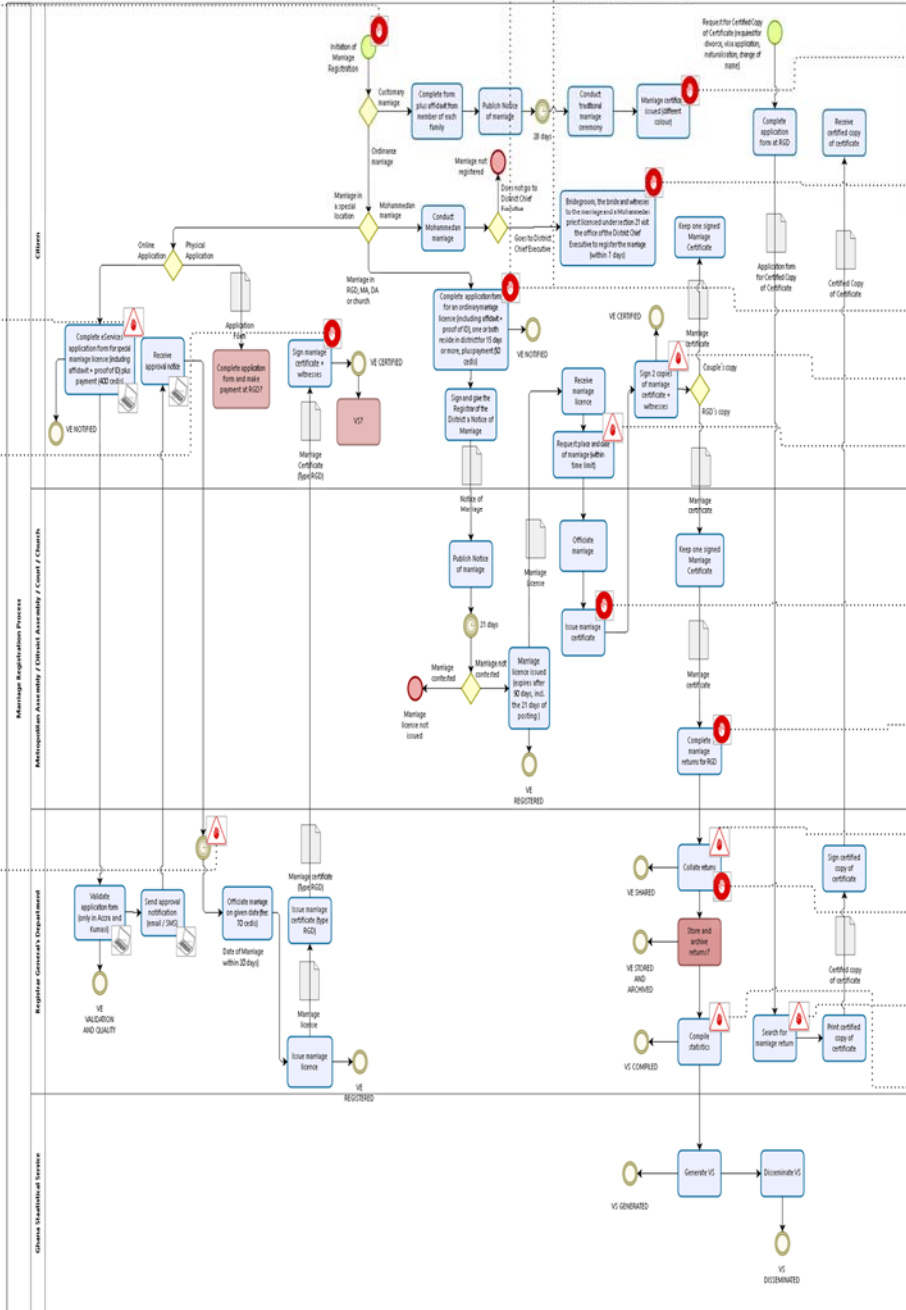 Marriage Registration Process
Citizen
Initiation of
Marriage
Registration
Customary
marriage
Complete form
plus affidavit from
member of each
family
Publish Notice
of marriage
28 days
Conduct
traditional
marriage
ceremony
Marriage certificate
issued (different
colour)
Request for Certified Copy
of Certificate (required for
divorce, visa application,
naturalisation, change of
name)
Complete
application
form at RGD
Receive
certified copy
of certificate
Ordinance
marriage
Marriage in
a special
location
Mohammedan
marriage
Conduct
Mohammedan
marriage
Marriage not
registered
Does not go to
District Chief
Executive
Goes to District
Chief Executive
Bridegroom, the bride and witnesses
to the marriage and a Mohammedan
priest licenced under section 21 visit
the office of the District Chief
Executive to register the marriage
(within 7 days)
Keep one signed
Marriage
Certificate
Application form
for Certified Copy
of Certificate
Certified Copy
of Certificate
Online
Application
Physical
Application
Marriage in
RGD, MA, DA
or church
Application
Form
Complete eServices
application form for special
marriage license (including
affidavit + proof of ID) plus
payment (400 cedis)
VE NOTIFIED
Receive
approval notice
Complete application
form and make
payment at RGD?
Sign marriage
certificate +
witnesses
VE CERTIFIED
VS?
Marriage
Certificate
(Type RGD)
Complete application form
for an ordinary marriage
licence (including affidavit +
proof of ID), one or both
reside in district for 15 days
or more, plus payment (50
cedis)
VE NOTIFIED
Sign and give the
Registrar of the
District a Notice of
Marriage
Receive
marriage
licence
Request place and date
of marriage (within
time limit)
VE CERTIFIED
Sign 2 copies
of marriage
certificate +
witnesses
Marriage
certificate
Couple's copy
RGD's copy
Metropolitan Assembly / District Assembly / Court / Church
Notice of
Marriage
Publish Notice
of marriage
21 days
Marriage
contested
Marriage not
contested
Marriage
license not
issued
Marriage
licence issued
(expires after
90 days, incl.
the 21 days of
posting)
VE
REGISTERED
Marriage
License
Officiate
marriage
Issue marriage
certificate
Marriage
certificate
Keep one signed
Marriage
Certificate
Marriage
certificate
Complete
marriage
returns for RGD
Registrar General's Department
Validate
application form
(only in Accra and
Kumasi)
VE
VALIDATION
AND QUALITY
Send approval
notification
(email / SMS)
Officiate marriage
on given date (fee:
cedis)
Date of Marriage
within days)
Marriage certificate
(Type RGD)
Issue marriage
certificate (type
RGD)
Marriage
license
Issue marriage
licence
VE
REGISTERED
Collate returns
VE SHARED
Store and
archive
returns?
VE STORED
AND
ARCHIVED
Compile
statistics
VS COMPILED
Search for
marriage return
Print certified
copy of
certificate
Certified copy
of certificate
Sign certified
copy of
certificate
Ghana Staatistical Service
Generate VS
VS GENERATED
Disseminate VS
VS
DISSEMINATED